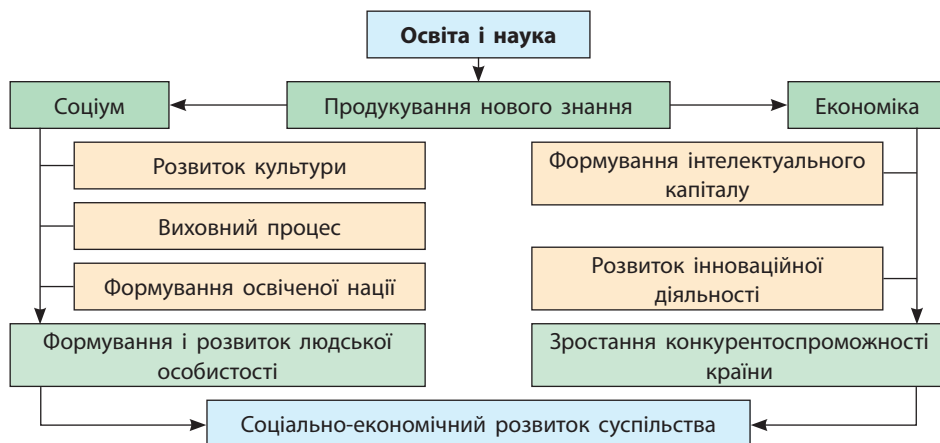 Освіта і наука
Соціум
Продукування нового знання
Економіка
Розвиток культури
Виховний процес
Формування освіченої нації
Формування інтелектуального
капіталу
Розвиток інноваційної
діяльності
Формування і розвиток людської
особистості
Зростання конкурентоспроможності
країни
Соціально-економічний розвиток суспільства